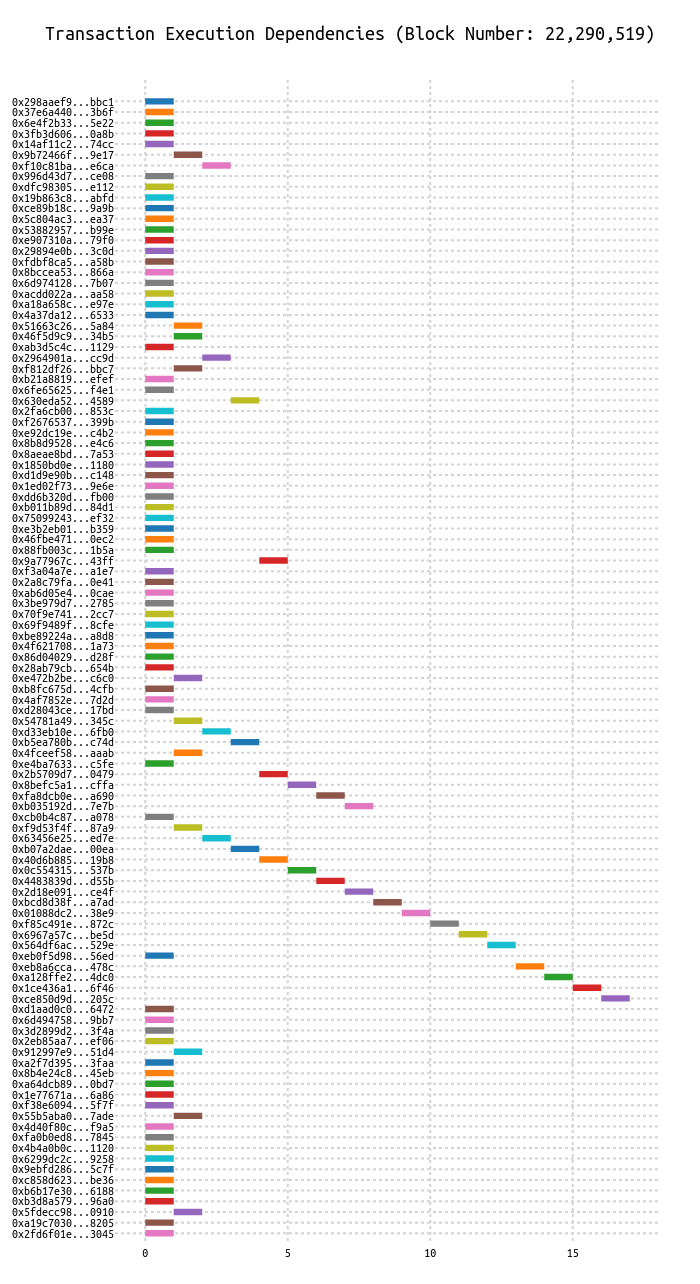 Transaction Execution Dependencies (Block Number: 22,290,519)
0x298aaef9...bbc1
0x37e6a440...3b6f
0x6e4f2b33...5e22
0x3fb3d606...0a8b
0x14af11c2...74cc
0x9b72466f...9e17
0xf10c81ba...e6ca
0x996d43d7...ce08
0xdfc98305...e112
0x19b863c8...abfd
0xce89b18c...9a9b
0x5c804ac3...ea37
0x53882957...b99e
0xe907310a...79f0
0x29894e0b...3c0d
0xfdbf8ca5...a58b
0x8bccea53...866a
0x6d974128...7b07
0xacdd022a...aa58
0xa18a658c...e97e
0x4a37da12...6533
0x51663c26...5a84
0x46f5d9c9...34b5
0xab3d5c4c...1129
0x2964901a...cc9d
0xf812df26...bbc7
0xb21a8819...efef
0x6fe65625...f4e1
0x630eda52...4589
0x2fa6cb00...853c
0xf2676537...399b
0xe92dc19e...c4b2
0x8b8d9528...e4c6
0x8aeae8bd...7a53
0x1850bd0e...1180
0xd1d9e90b...c148
0x1ed02f73...9e6e
0xdd6b320d...fb00
0xb011b89d...84d1
0x75099243...ef32
0xe3b2eb01...b359
0x46fbe471...0ec2
0x88fb003c...1b5a
0x9a77967c...43ff
0xf3a04a7e...a1e7
0x2a8c79fa...0e41
0xab6d05e4...0cae
0x3be979d7...2785
0x70f9e741...2cc7
0x69f9489f...8cfe
0xbe89224a...a8d8
0x4f621708...1a73
0x86d04029...d28f
0x28ab79cb...654b
0xe472b2be...c6c0
0xb8fc675d...4cfb
0x4af7852e...7d2d
0xd28043ce...17bd
0x54781a49...345c
0xd33eb10e...6fb0
0xb5ea780b...c74d
0x4fceef58...aaab
0xe4ba7633...c5fe
0x2b5709d7...0479
0x8befc5a1...cffa
0xfa8dcb0e...a690
0xb035192d...7e7b
0xcb0b4c87...a078
0xf9d53f4f...87a9
0x63456e25...ed7e
0xb07a2dae...00ea
0x40d6b885...19b8
0x0c554315...537b
0x4483839d...d55b
0x2d18e091...ce4f
0xbcd8d38f...a7ad
0x01088dc2...38e9
0xf85c491e...872c
0x6967a57c...be5d
0x564df6ac...529e
0xeb0f5d98...56ed
0xeb8a6cca...478c
0xa128ffe2...4dc0
0x1ce436a1...6f46
0xce850d9d...205c
0xd1aad0c0...6472
0x6d494758...9bb7
0x3d2899d2...3f4a
0x2eb85aa7...ef06
0x912997e9...51d4
0xa2f7d395...3faa
0x8b4e24c8...45eb
0xa64dcb89...0bd7
0x1e77671a...6a86
0xf38e6094...5f7f
0x55b5aba0...7ade
0x4d40f80c...f9a5
0xfa0b0ed8...7845
0x4b4a0b0c...1120
0x6299dc2c...9258
0x9ebfd286...5c7f
0xc858d623...be36
0xb6b17e30...6188
0xb3d8a579...96a0
0x5fdecc98...0910
0xa19c7030...8205
0x2fd6f01e...3045
0 5 10 15